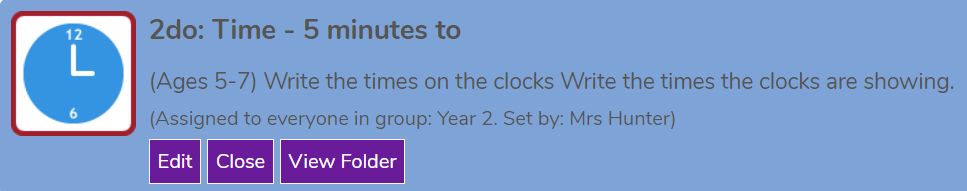 12
6
2do: Time - 5 minutes to
(Ages 5-7) Write the times on the clocks Write the times the clocks are showing.
(Assigned to everyone in group: Year 2. Set by: Mrs Hunter)
Edit Close View Folder